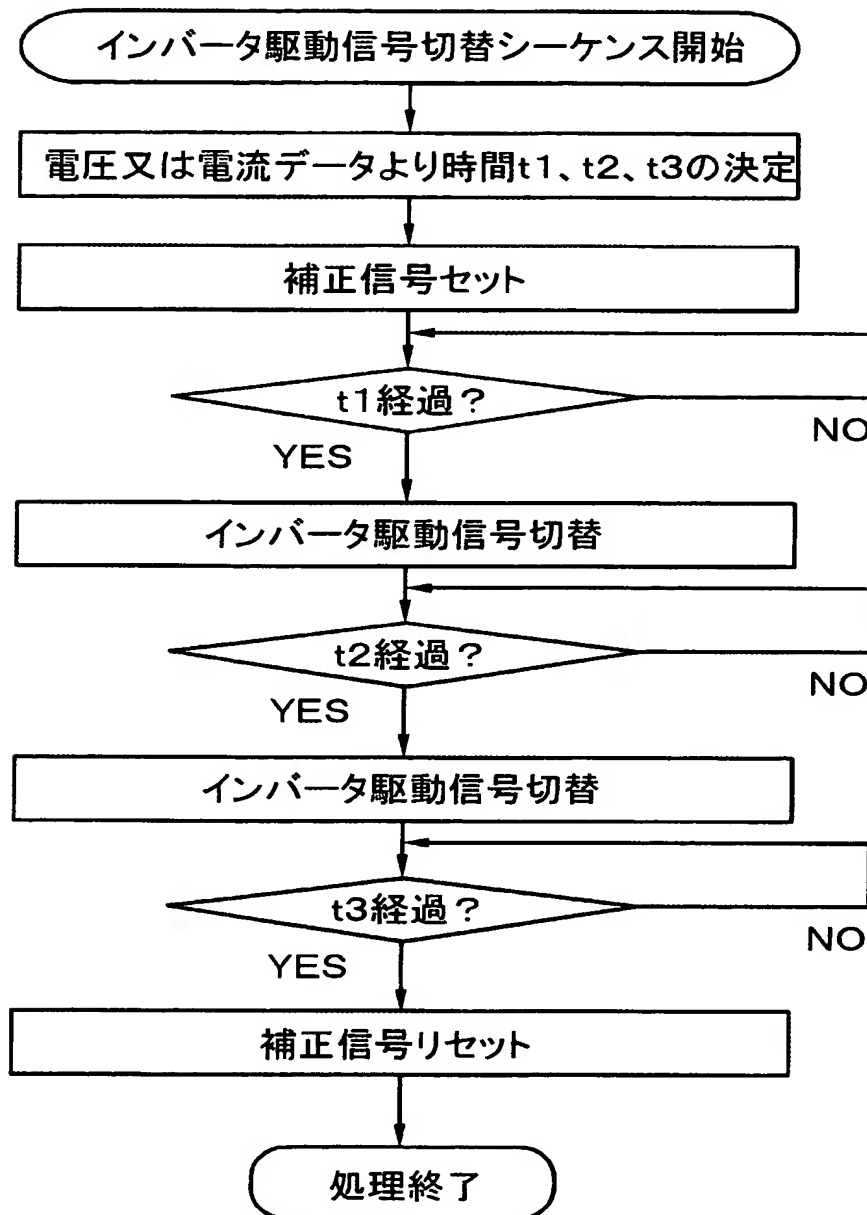 インバータ駆動信号切替シーケンス開始
電圧又は電流データより時間t1、t2、t3の決定
補正信号セット
t1経過？
NO
YES
インバータ駆動信号切替
t2経過？
NO
YES
インバータ駆動信号切替
t3経過？
NO
YES
補正信号リセット
処理終了